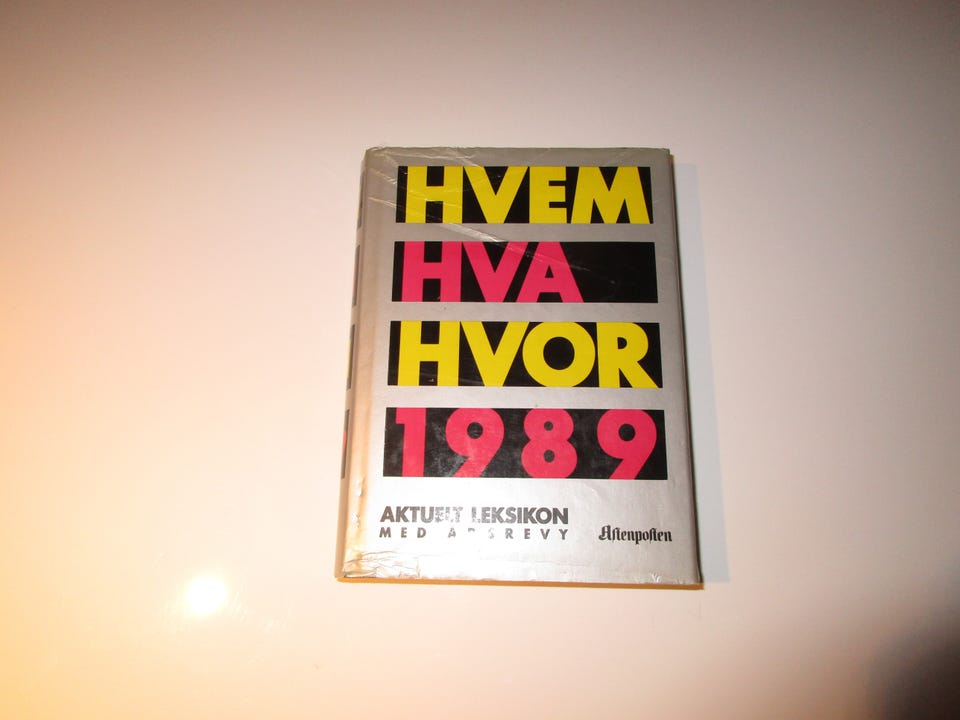 HVEM
HVA
HVOR
1989
AKTUELT LEKSIKON
MED ÅRSREVY
Aftenposten